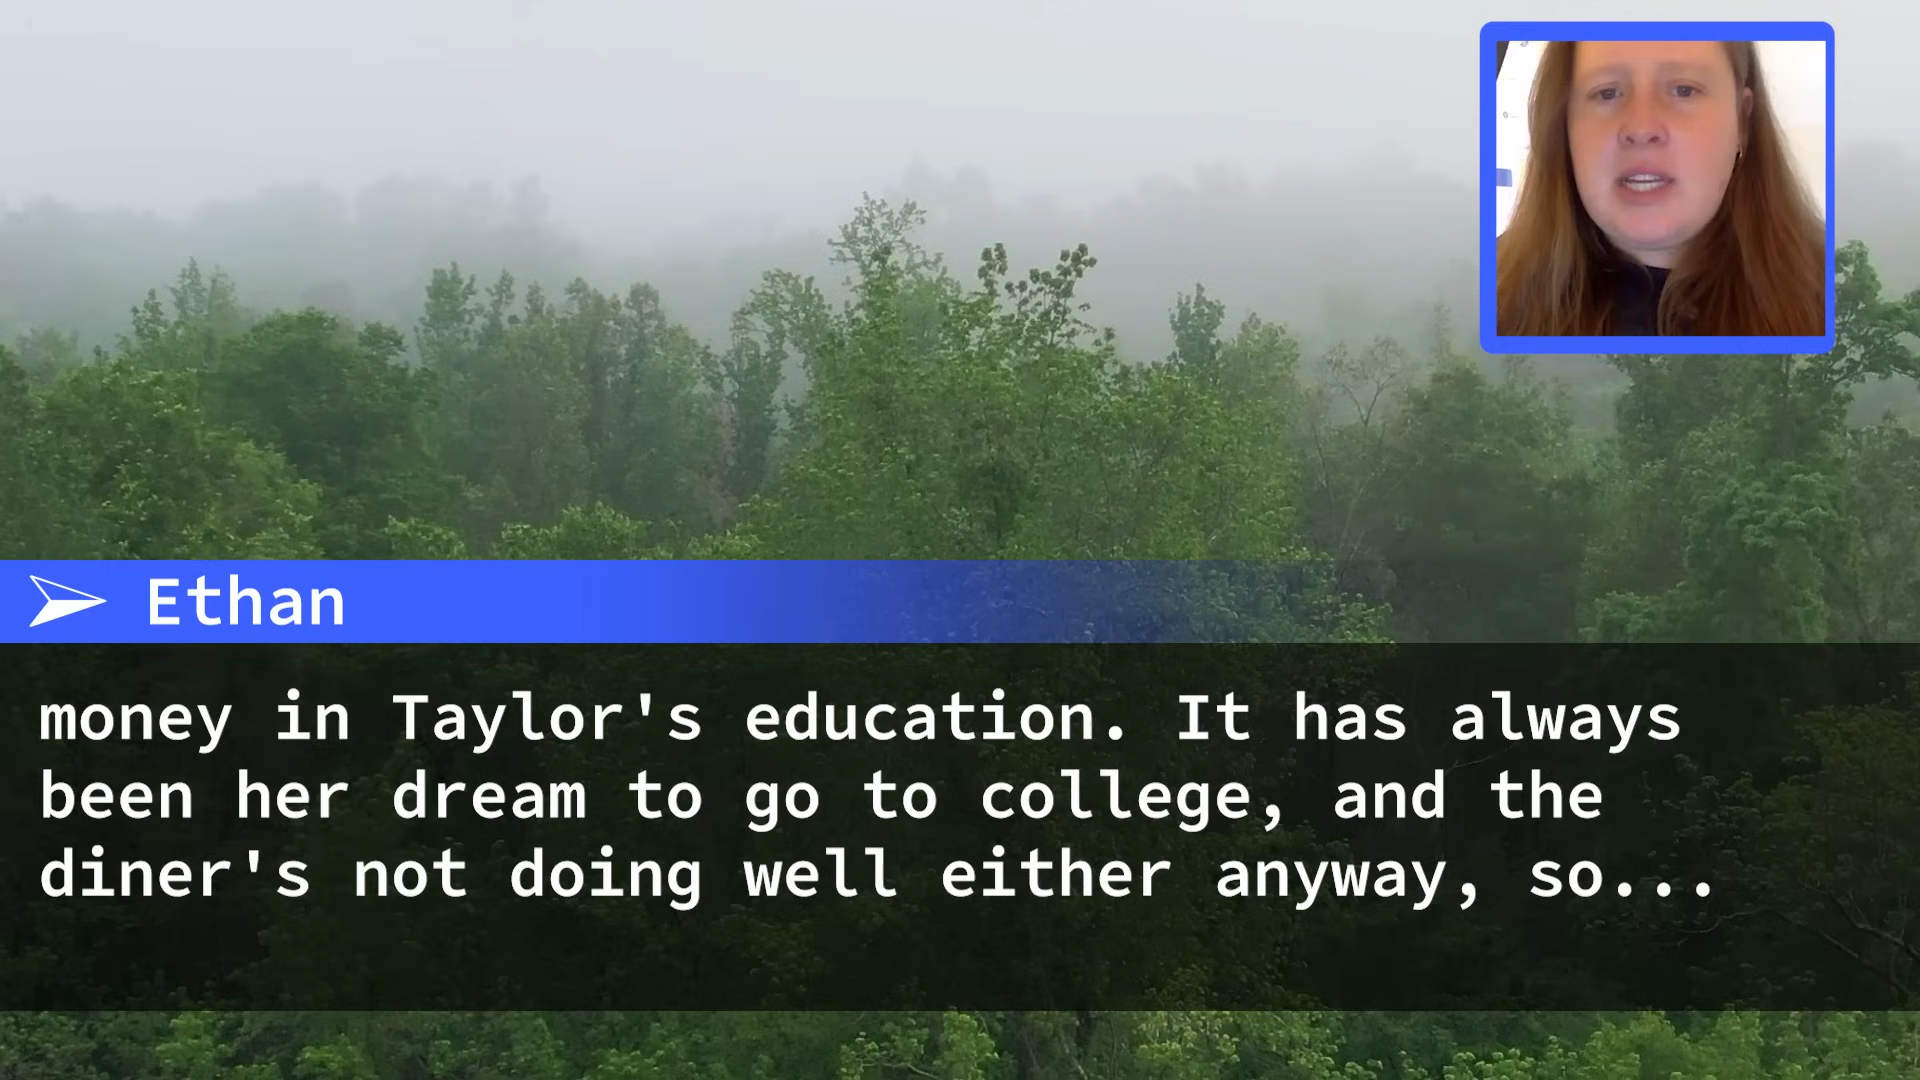 Ethan
money in Taylor's education. It has always
been her dream to go to college, and the
diner's not doing well either anyway, so...